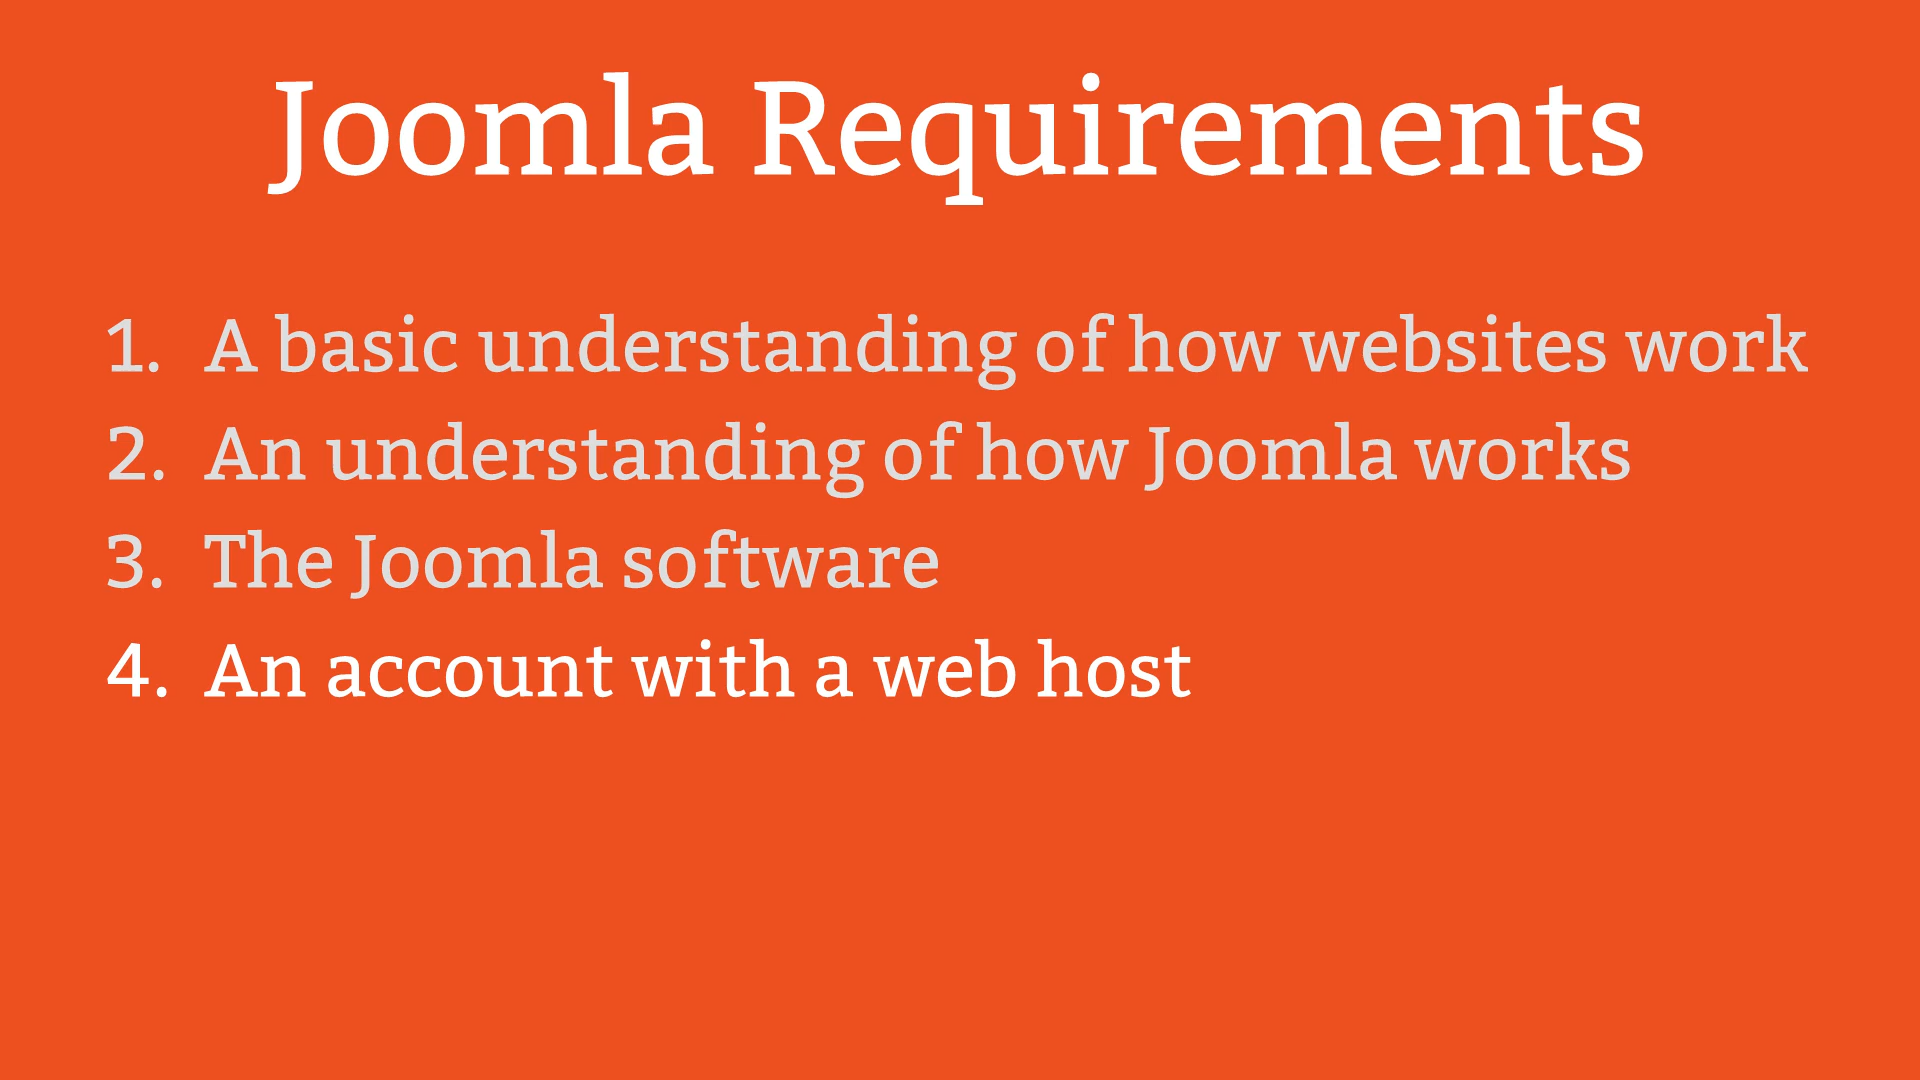 Joomla Requirements
1. A basic understanding of how websites work
2. An understanding of how Joomla works
3. The Joomla software
4. An account with a web host